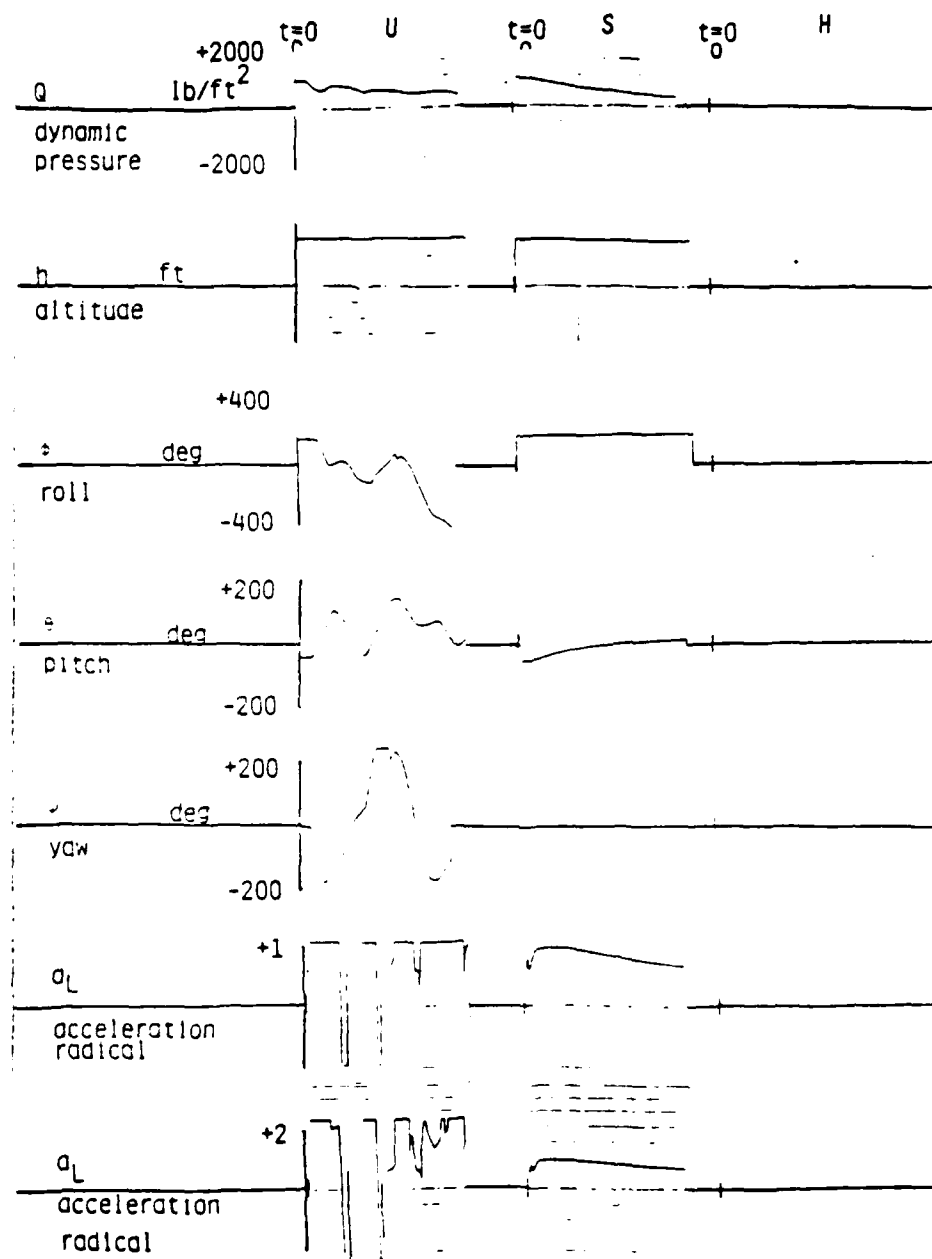 t=0 U t=0 S t=0 H
+2000
Q lb/ft²
dynamic
pressure -2000
h ft
altitude
+400
deg
roll
-400
+200
θ deg
pitch
-200
+200
deg
yaw
-200
+1
aL
acceleration
radical
+2
aL
acceleration
radical